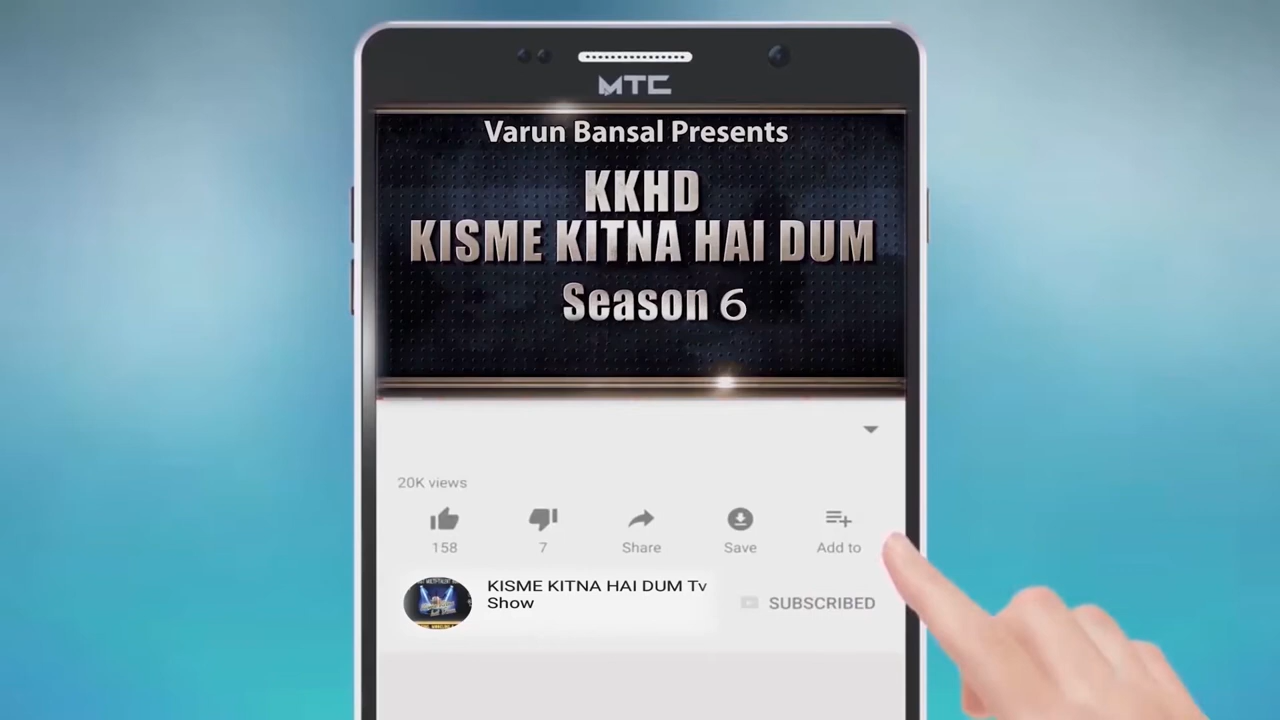 MTC
Varun Bansal Presents
KKHD
KISME KITNA HAI DUM
Season 6
20K views
158
7
Share
Save
Add to
KISME KITNA HAI DUM Tv
Show
SUBSCRIBED